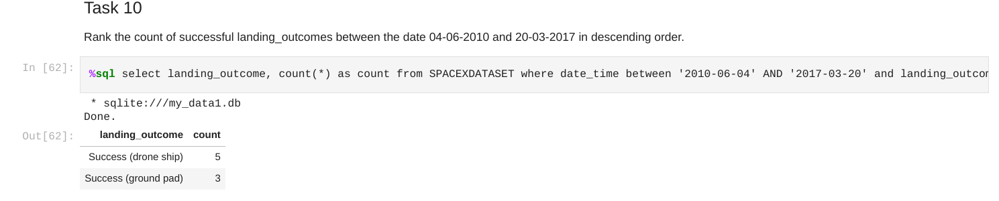 Task 10
Rank the count of successful landing_outcomes between the date 04-06-2010 and 20-03-2017 in descending order.
In [62]: %sql select landing_outcome, count(*) as count from SPACEXDATASET where date_time between '2010-06-04' AND '2017-03-20' and landing_outcom
* sqlite:///my_data1.db
Done.
Out[62]: landing_outcome count
Success (drone ship) 5
Success (ground pad) 3